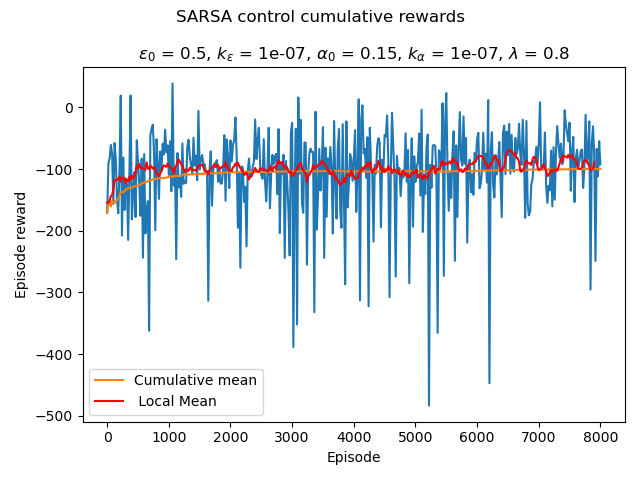 SARSA control cumulative rewards
ε₀ = 0.5, kε = 1e-07, α₀ = 0.15, kα = 1e-07, λ = 0.8
Episode reward
0
−100
−200
−300
−400
−500
Cumulative mean
Local Mean
0 1000 2000 3000 4000 5000 6000 7000 8000
Episode